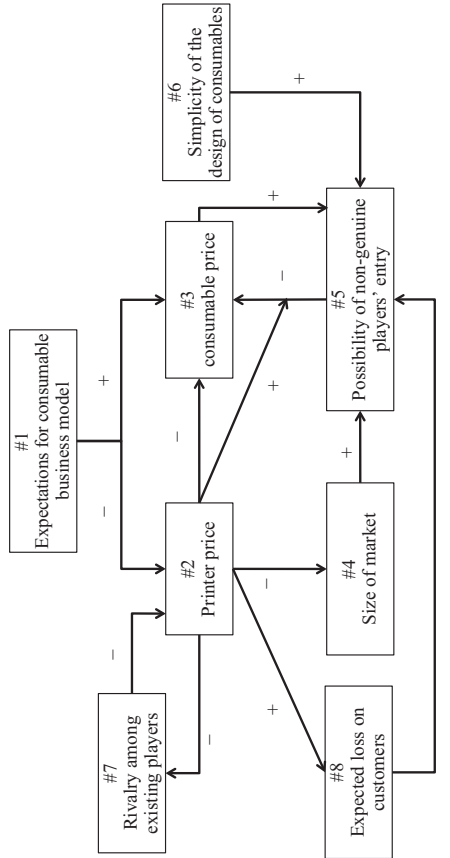 #1
Expectations for consumable
business model
−
+
#7
Rivalry among
existing players
−
−
#2
Printer price
−
#3
consumable price
#6
Simplicity of the
design of consumables
+
−
+
+
−
+
#8
Expected loss on
customers
#4
Size of market
+
#5
Possibility of non-genuine
players’ entry